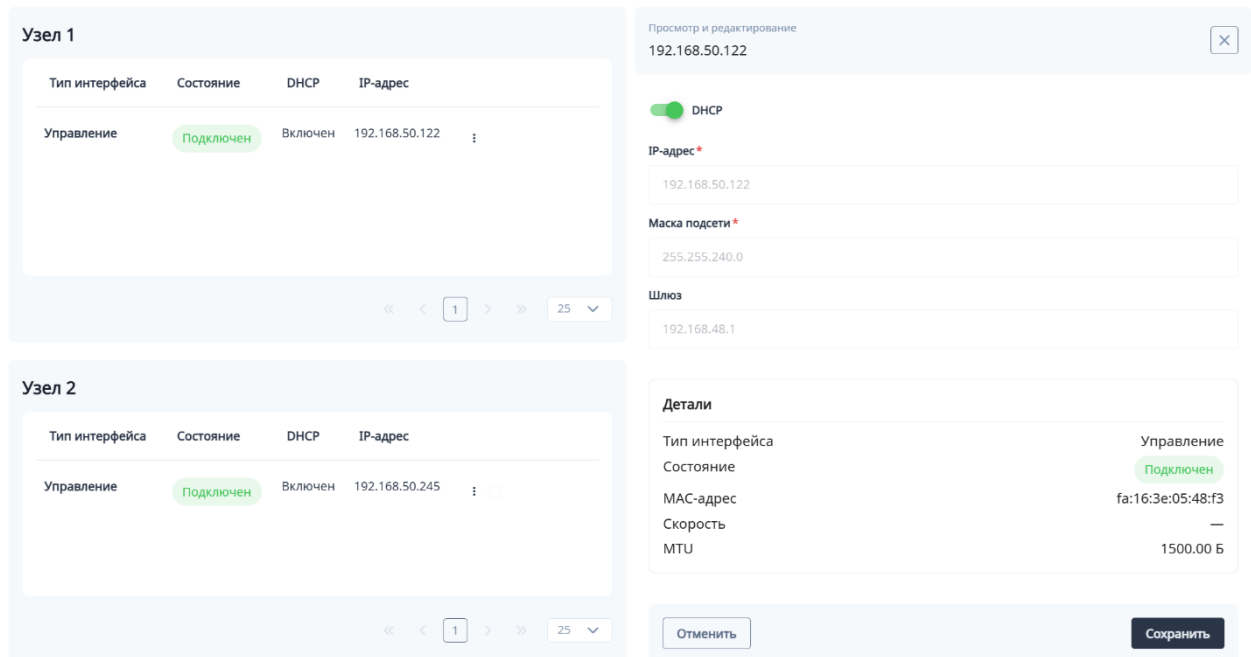 Узел 1
Тип интерфейса Состояние DHCP IP-адрес
Управление Подключен Включен 192.168.50.122
1 25
Узел 2
Тип интерфейса Состояние DHCP IP-адрес
Управление Подключен Включен 192.168.50.245
1 25
Просмотр и редактирование
192.168.50.122
DHCP
IP-адрес*
192.168.50.122
Маска подсети*
255.255.240.0
Шлюз
192.168.48.1
Детали
Тип интерфейса Управление
Состояние Подключен
MAC-адрес fa:16:3e:05:48:f3
Скорость —
MTU 1500.00 Б
Отменить Сохранить